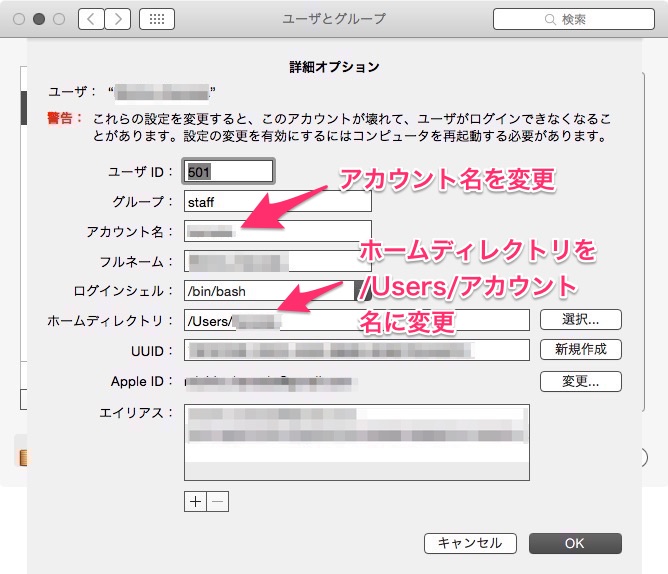 ユーザとグループ
検索
詳細オプション
ユーザ： “ ”
警告： これらの設定を変更すると、このアカウントが壊れて、ユーザがログインできなくなるこ
とがあります。設定の変更を有効にするにはコンピュータを再起動する必要があります。
ユーザ ID： 501
アカウント名を変更
グループ： staff
アカウント名：
ホームディレクトリを
/Users/アカウント
名に変更
フルネーム：
ログインシェル： /bin/bash
ホームディレクトリ： /Users/
選択...
UUID：
新規作成
Apple ID：
変更...
エイリアス：
+ −
キャンセル
OK